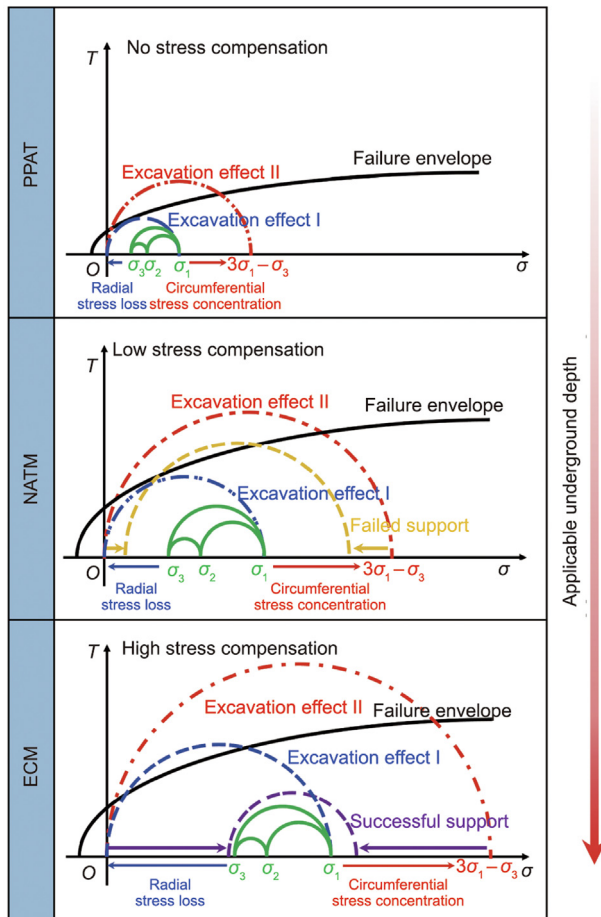 PPAT
No stress compensation
T
Failure envelope
Excavation effect II
Excavation effect I
O
σ₃σ₂
σ₁
3σ₁−σ₃
σ
Radial
stress loss
Circumferential
stress concentration
NATM
Low stress compensation
T
Excavation effect II
Failure envelope
Excavation effect I
Failed support
O
σ₃
σ₂
σ₁
3σ₁−σ₃
σ
Radial
stress loss
Circumferential
stress concentration
ECM
High stress compensation
T
Excavation effect II
Failure envelope
Excavation effect I
Successful support
O
σ₃
σ₂
σ₁
3σ₁−σ₃
σ
Radial
stress loss
Circumferential
stress concentration
Applicable underground depth